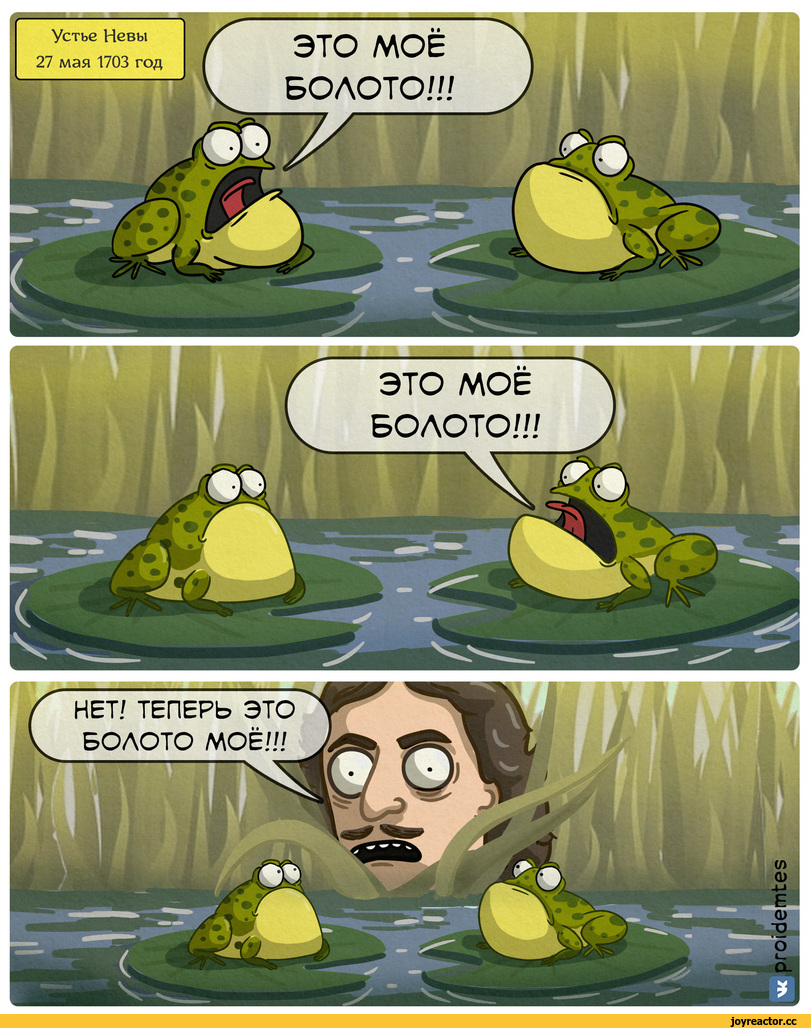 Устье Невы
27 мая 1703 год
ЭТО МОЁ
БОЛОТО!!!
ЭТО МОЁ
БОЛОТО!!!
НЕТ! ТЕПЕРЬ ЭТО
БОЛОТО МОЁ!!!
proidemtes
joyreactor.cc